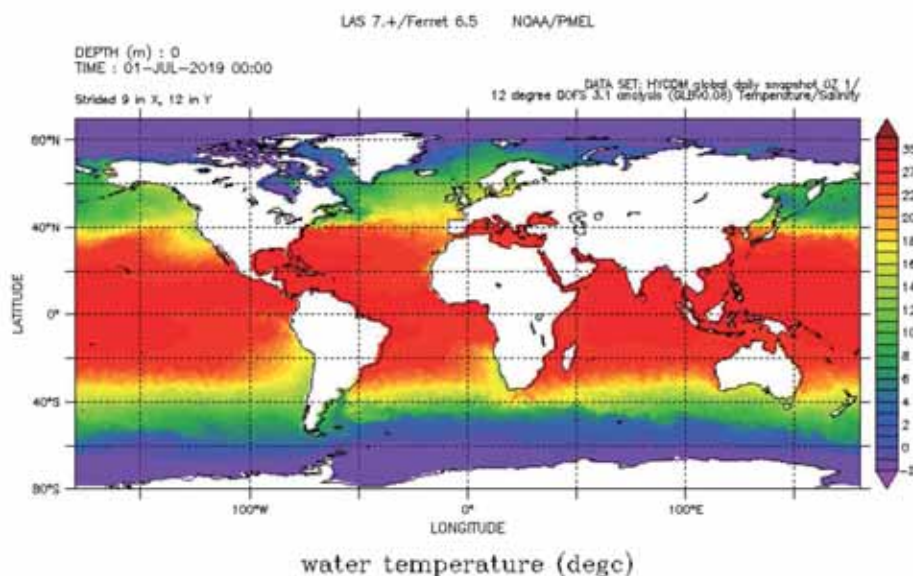 LAS 7.+/Ferret 6.5 NOAA/PMEL
DEPTH (m) : 0
TIME : 01-JUL-2019 00:00
DATA SET: HYCOM global daily snapshot 0Z 1/
Strided 9 in X, 12 in Y
12 degree GOFS 3.1 analysis (GLBv0.08) Temperature/Salinity
80°N
40°N
0°
40°S
80°S
LATITUDE
100°W
0°
100°E
LONGITUDE
35
22
20
18
16
14
12
10
8
6
4
2
0
-2
water temperature (degc)